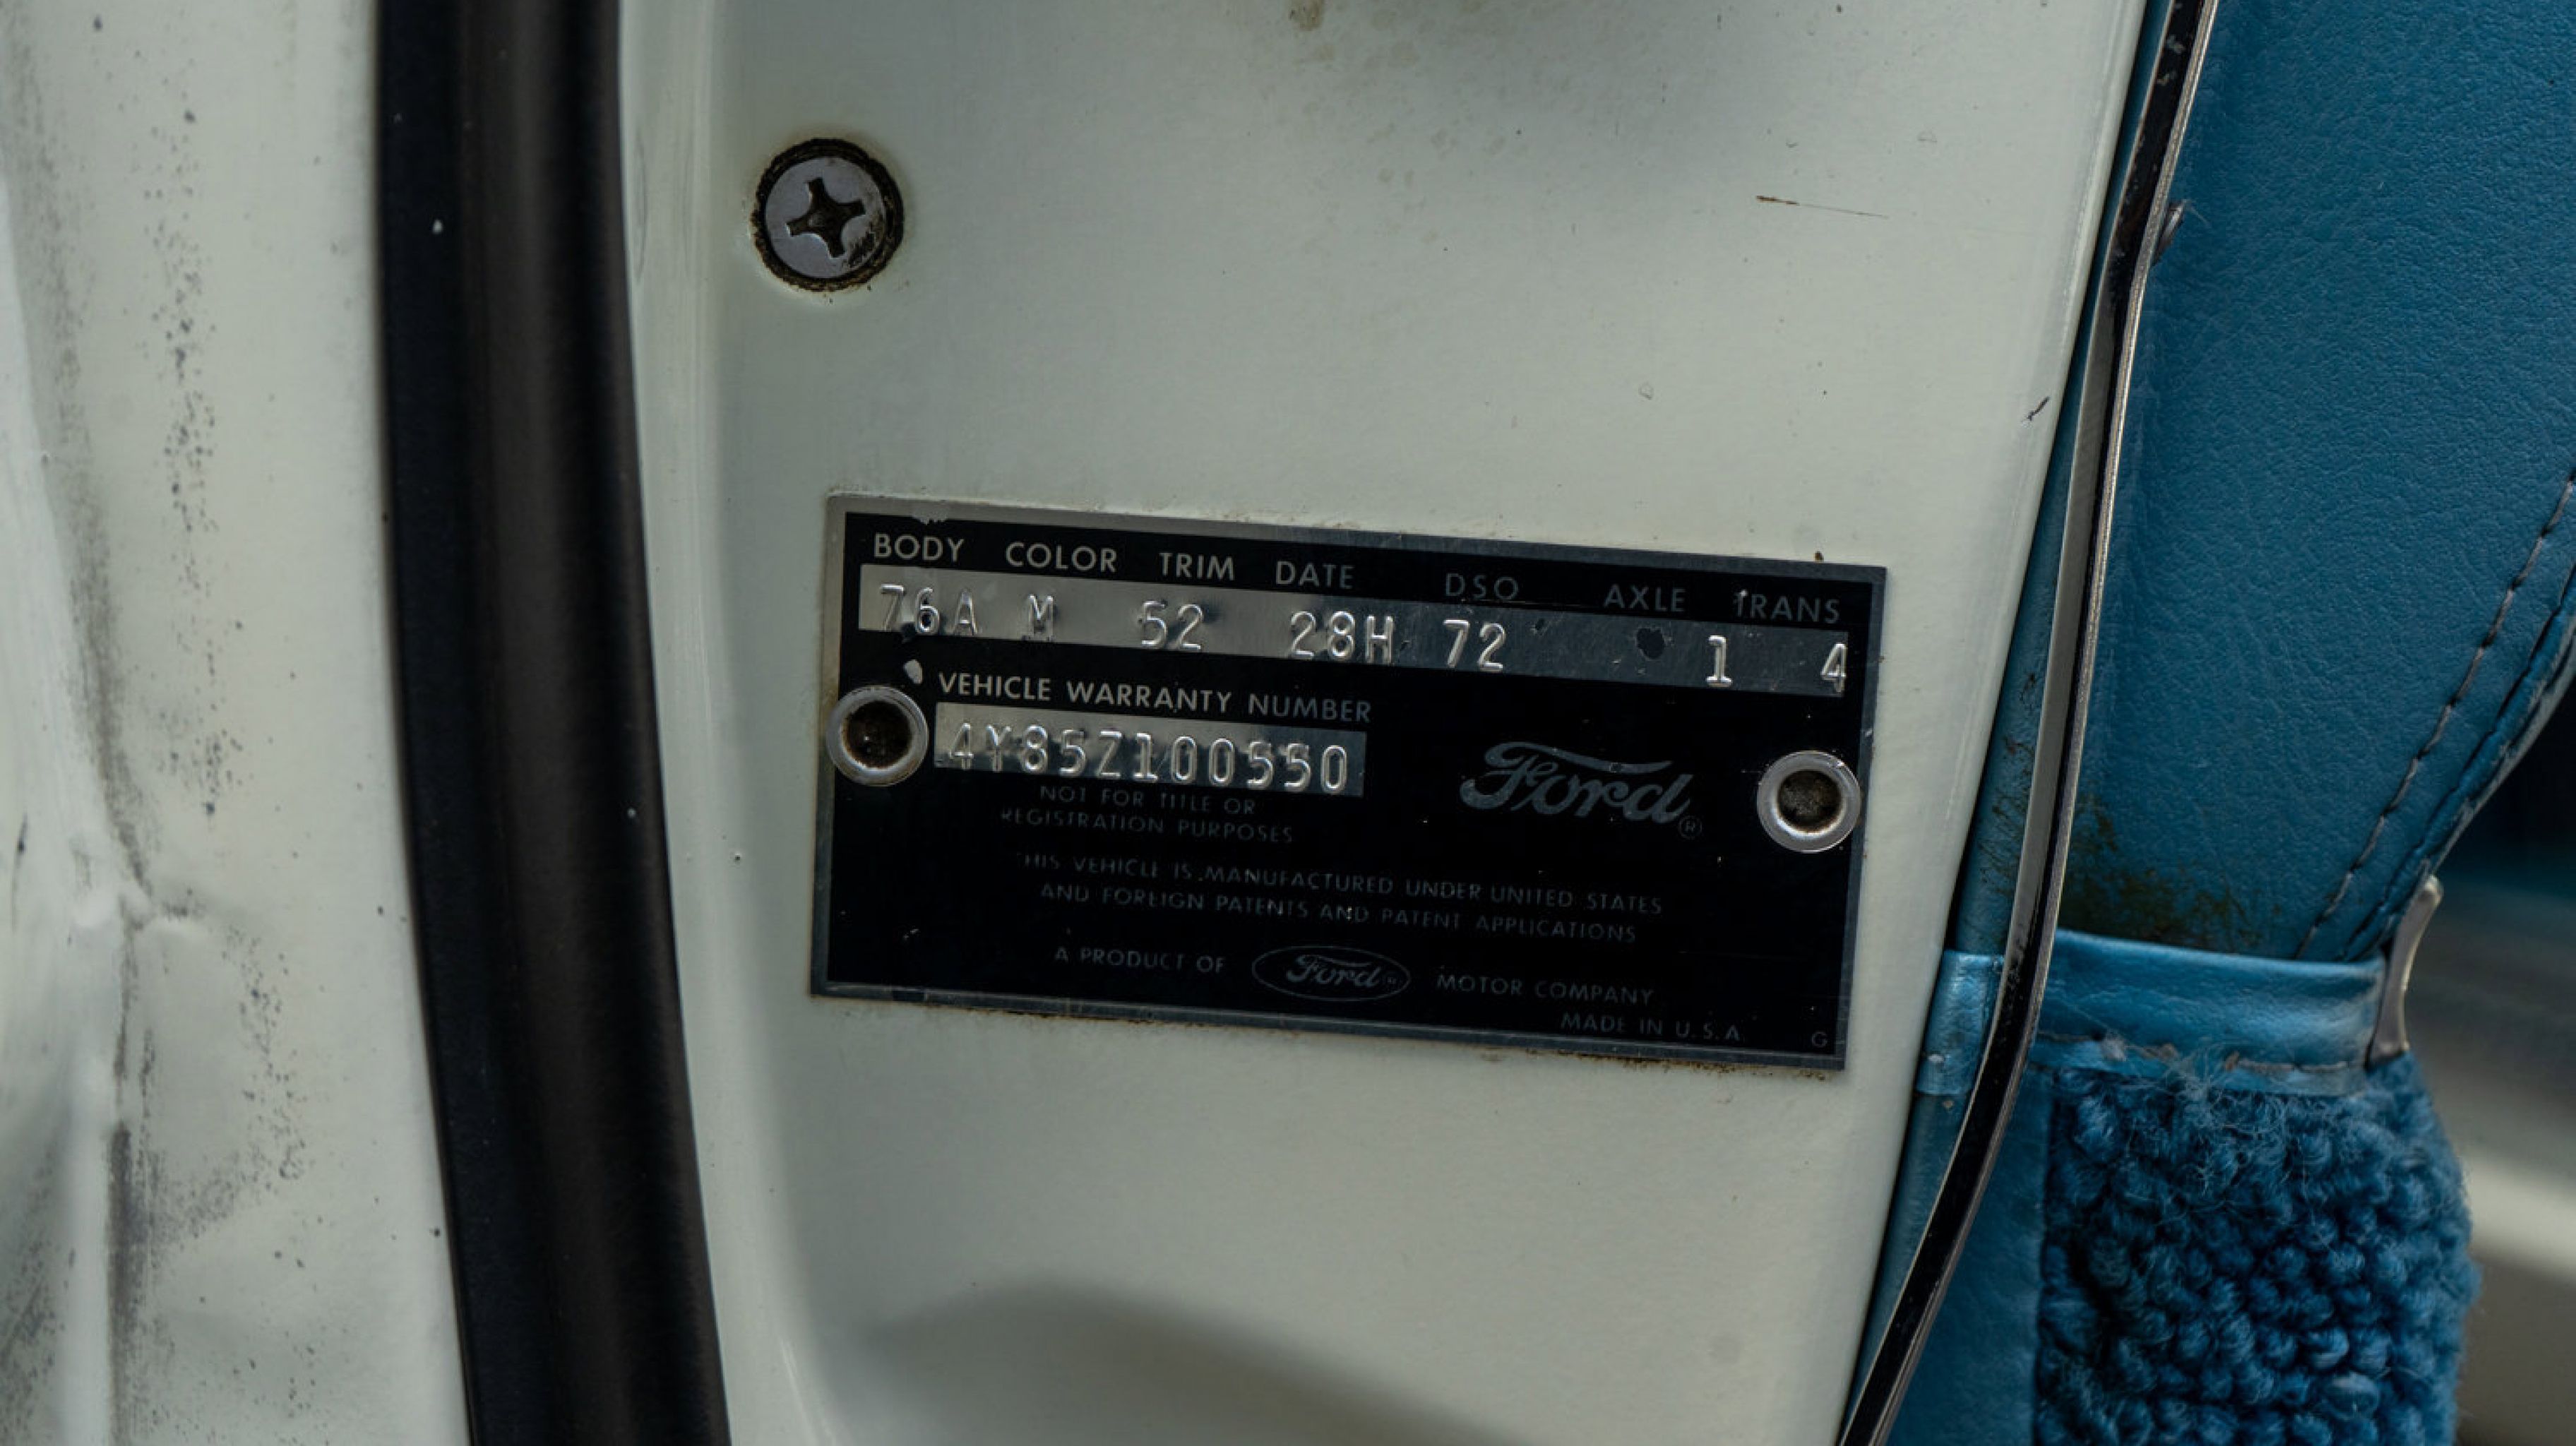 BODY COLOR TRIM DATE DSO AXLE TRANS
76A M 52 28H 72 1 4
VEHICLE WARRANTY NUMBER
4Y85Z100550
Ford®
NOT FOR TITLE OR
REGISTRATION PURPOSES
THIS VEHICLE IS MANUFACTURED UNDER UNITED STATES
AND FOREIGN PATENTS AND PATENT APPLICATIONS
A PRODUCT OF Ford® MOTOR COMPANY
MADE IN U.S.A. G